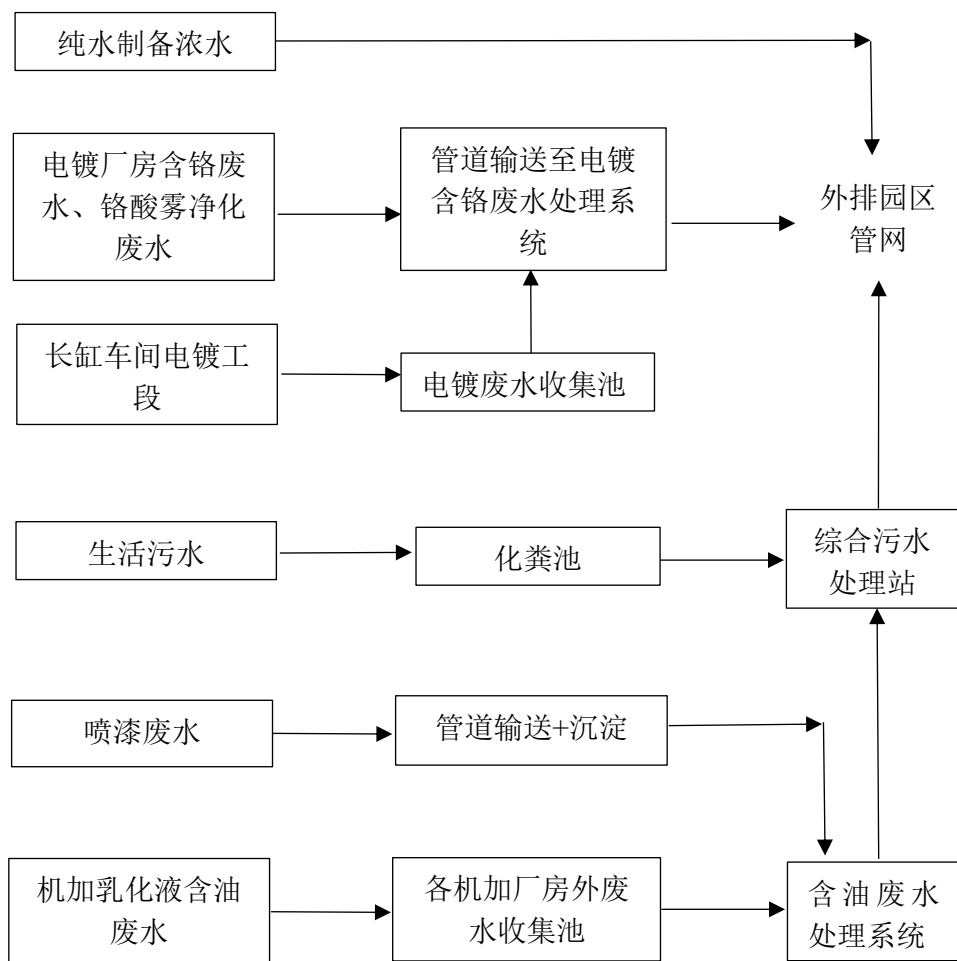 纯水制备浓水
电镀厂房含铬废
水、铬酸雾净化
废水
管道输送至电镀
含铬废水处理系
统
外排园区
管网
长缸车间电镀工
段
电镀废水收集池
生活污水
化粪池
综合污水
处理站
喷漆废水
管道输送+沉淀
机加乳化液含油
废水
各机加厂房外废
水收集池
含油废水
处理系统